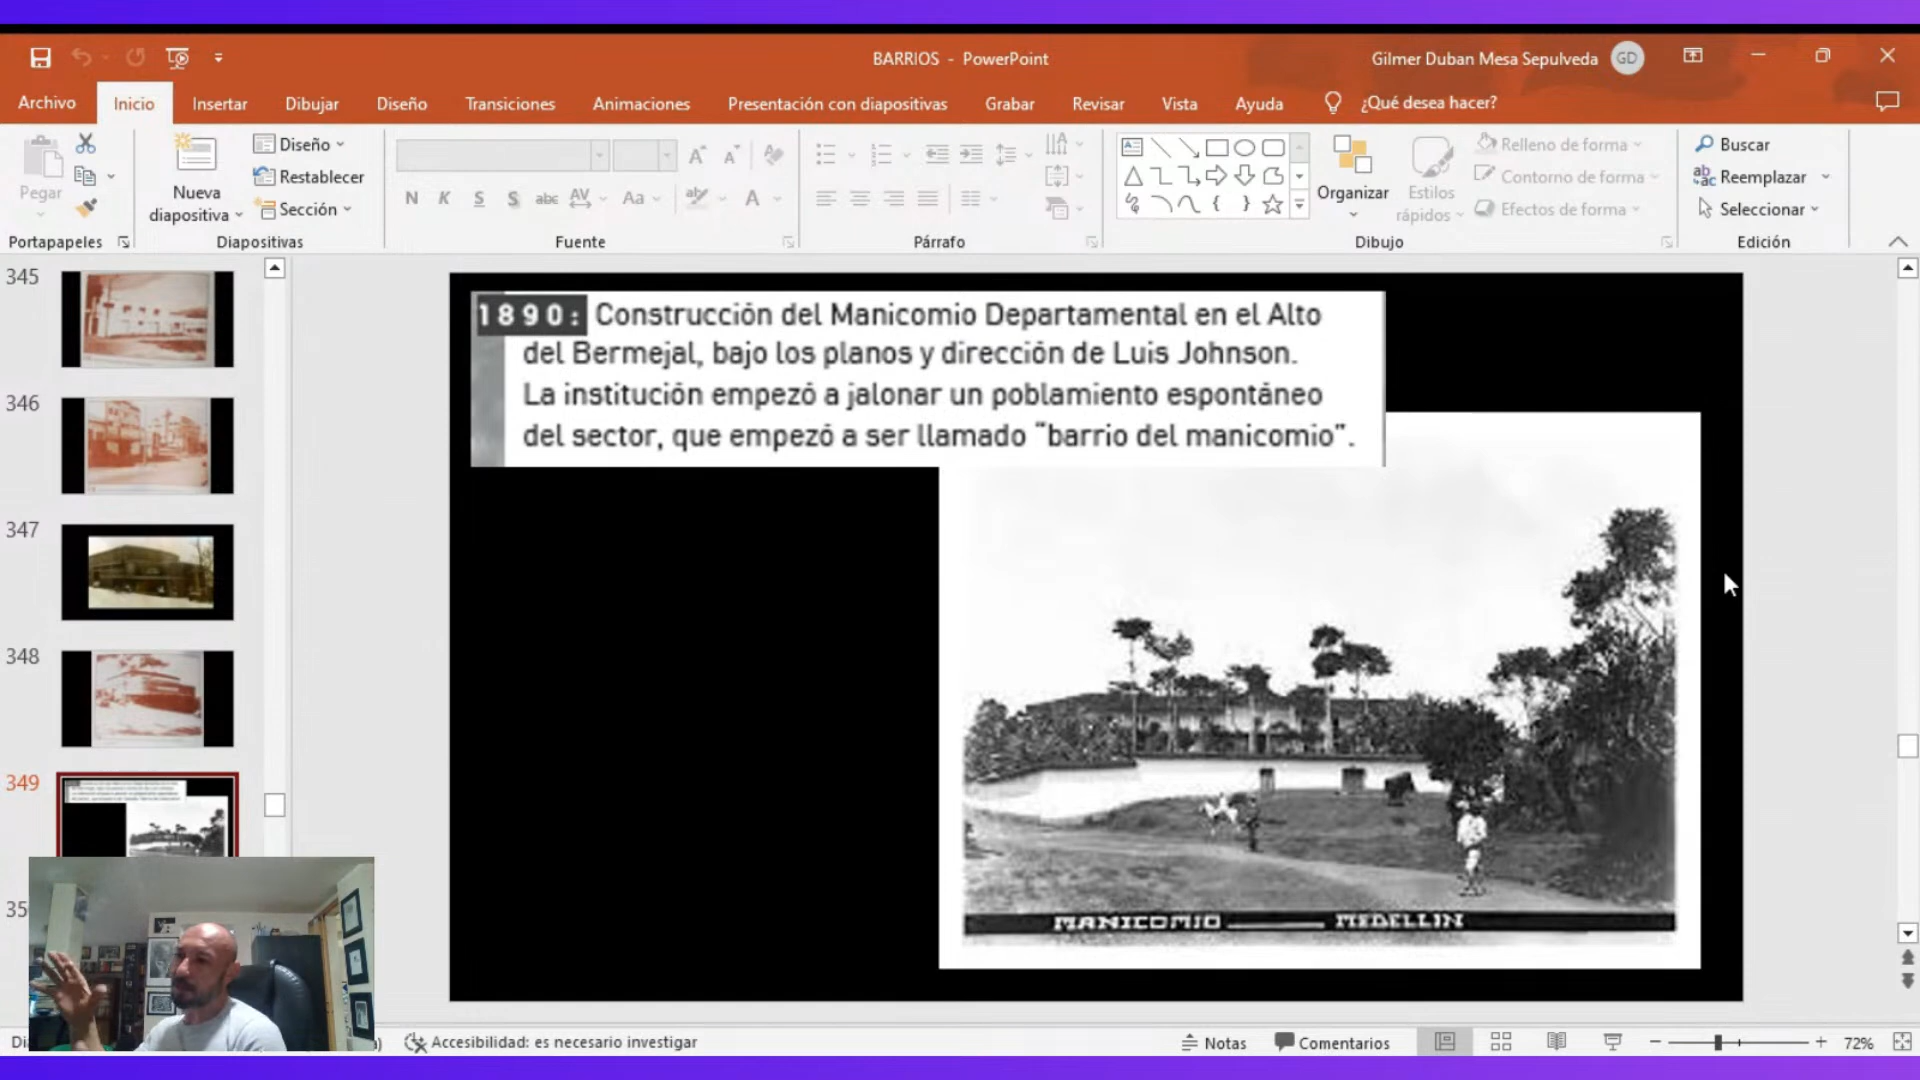 BARRIOS - PowerPoint
Gilmer Duban Mesa Sepulveda
GD
Archivo
Inicio
Insertar
Dibujar
Diseño
Transiciones
Animaciones
Presentación con diapositivas
Grabar
Revisar
Vista
Ayuda
¿Qué desea hacer?
Pegar
Portapapeles
Nueva
diapositiva
Diseño
Restablecer
Sección
Diapositivas
N
K
S
S
abc
AV
Aa
A
Fuente
Párrafo
Organizar
Estilos
rápidos
Relleno de forma
Contorno de forma
Efectos de forma
Dibujo
Buscar
Reemplazar
Seleccionar
Edición
345
346
347
348
349
1890: Construcción del Manicomio Departamental en el Alto
del Bermejal, bajo los planos y dirección de Luis Johnson.
La institución empezó a jalonar un poblamiento espontáneo
del sector, que empezó a ser llamado “barrio del manicomio”.
MANICOMIO MEDELLIN
Accesibilidad: es necesario investigar
Notas
Comentarios
72%